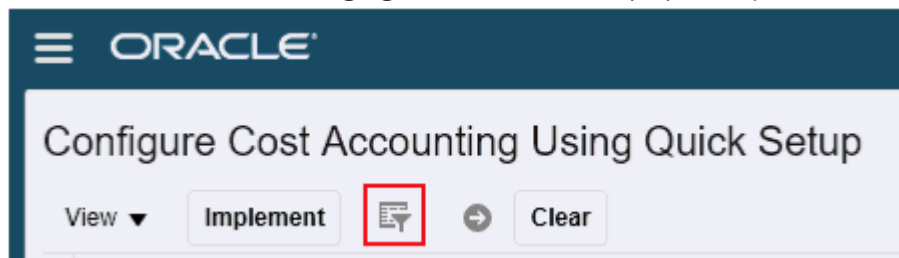 ORACLE
Configure Cost Accounting Using Quick Setup
View Implement Clear